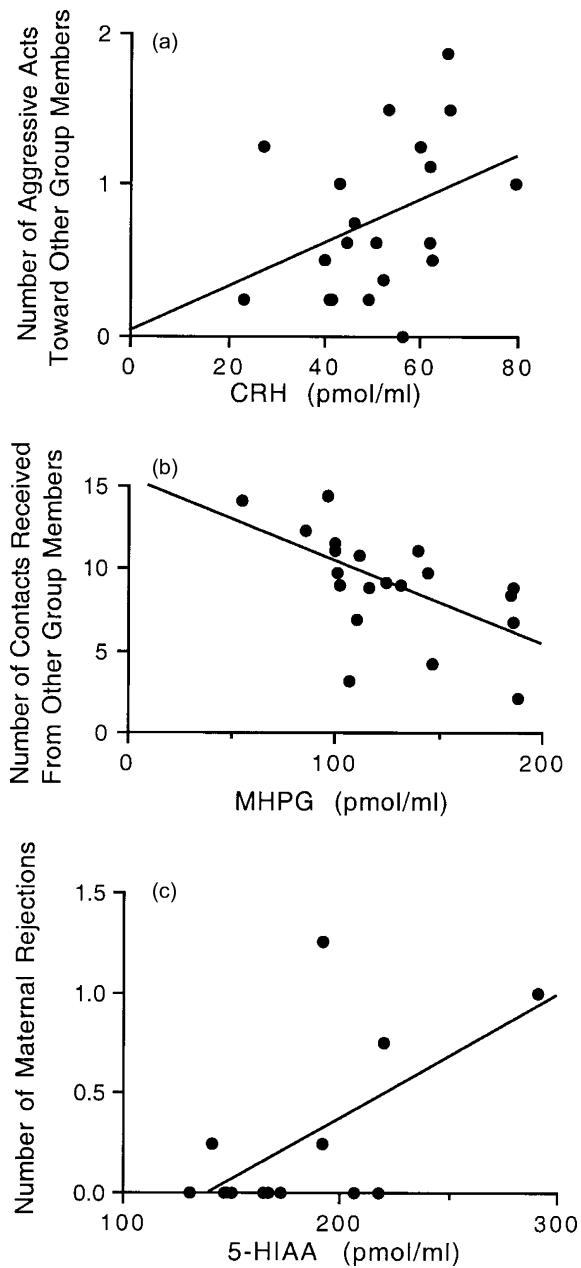 (a)
Number of Aggressive Acts
Toward Other Group Members
2
1
0
0 20 40 60 80
CRH (pmol/ml)
(b)
Number of Contacts Received
From Other Group Members
15
10
5
0
0 100 200
MHPG (pmol/ml)
(c)
Number of Maternal Rejections
1.5
1.0
0.5
0.0
100 200 300
5-HIAA (pmol/ml)